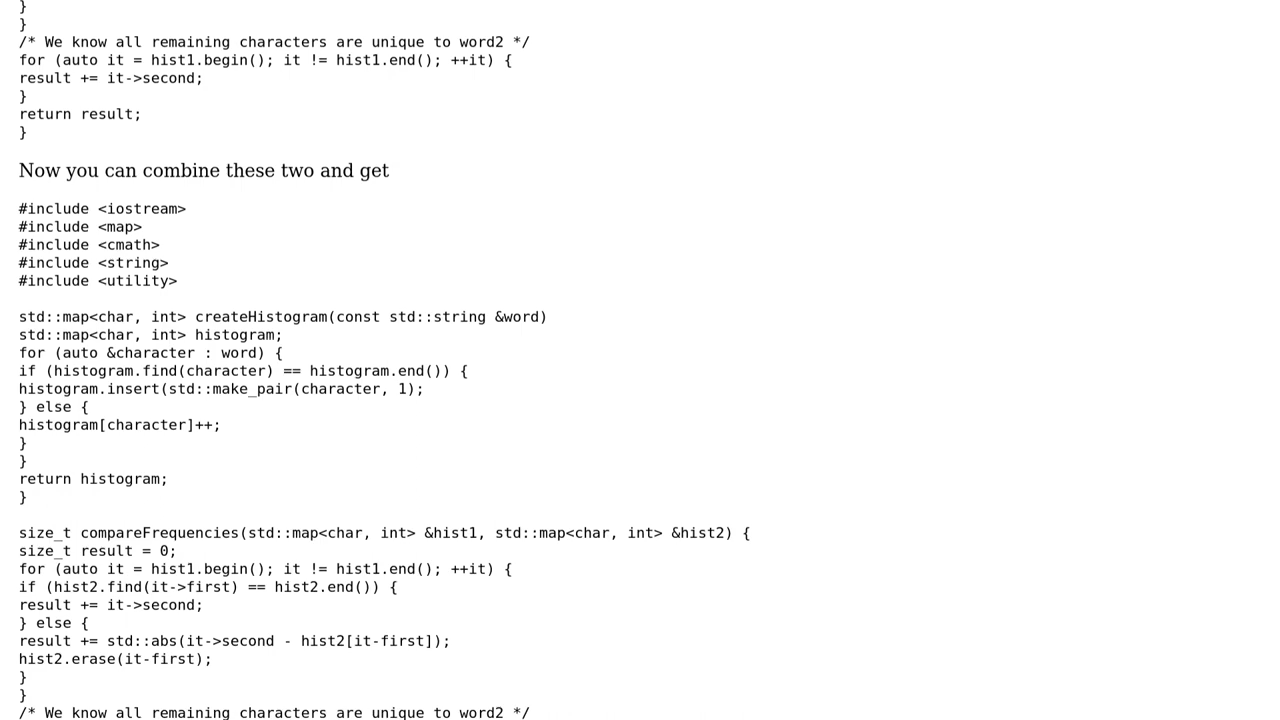 }
}
/* We know all remaining characters are unique to word2 */
for (auto it = hist1.begin(); it != hist1.end(); ++it) {
result += it->second;
}
return result;
}
Now you can combine these two and get
#include <iostream>
#include <map>
#include <cmath>
#include <string>
#include <utility>
std::map<char, int> createHistogram(const std::string &word)
std::map<char, int> histogram;
for (auto &character : word) {
if (histogram.find(character) == histogram.end()) {
histogram.insert(std::make_pair(character, 1);
} else {
histogram[character]++;
}
}
return histogram;
}
size_t compareFrequencies(std::map<char, int> &hist1, std::map<char, int> &hist2) {
size_t result = 0;
for (auto it = hist1.begin(); it != hist1.end(); ++it) {
if (hist2.find(it->first) == hist2.end()) {
result += it->second;
} else {
result += std::abs(it->second - hist2[it-first]);
hist2.erase(it-first);
}
}
/* We know all remaining characters are unique to word2 */